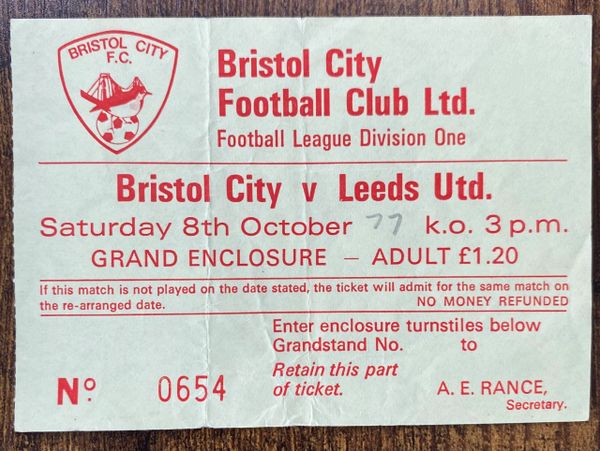 BRISTOL CITY
F.C.
Bristol City
Football Club Ltd.
Football League Division One
Bristol City v Leeds Utd.
Saturday 8th October 77 k.o. 3 p.m.
GRAND ENCLOSURE — ADULT £1.20
If this match is not played on the date stated, the ticket will admit for the same match on
the re-arranged date. NO MONEY REFUNDED
Enter enclosure turnstiles below
Grandstand No. to
Retain this part
of ticket.
Nº. 0654
A. E. RANCE,
Secretary.